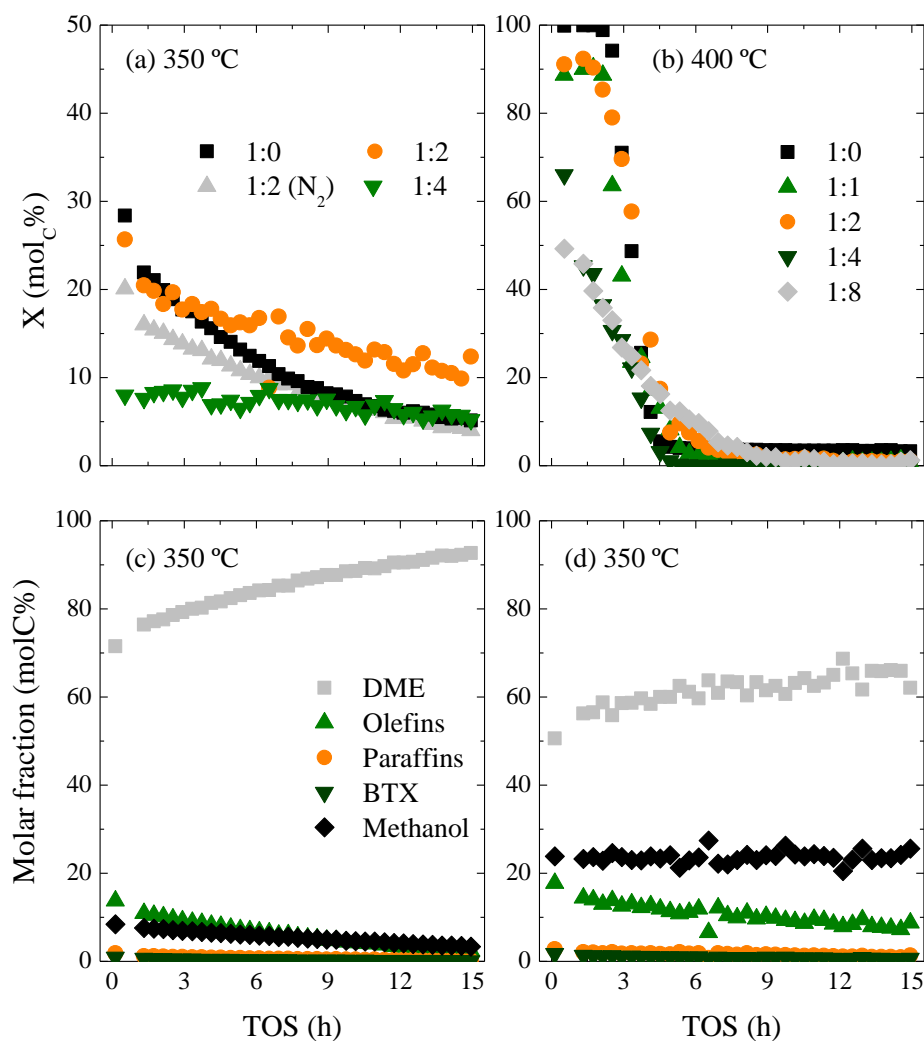 50
(a) 350 ºC
40
1:0
1:2
1:2 (N₂)
1:4
30
20
10
0
X (mol_C%)
100
(b) 400 ºC
80
1:0
1:1
60
1:2
1:4
40
1:8
20
0
100
(c) 350 ºC
80
60
DME
Olefins
40
Paraffins
BTX
20
Methanol
0
Molar fraction (molC%)
0 3 6 9 12 15
TOS (h)
100
(d) 350 ºC
80
60
40
20
0
0 3 6 9 12 15
TOS (h)